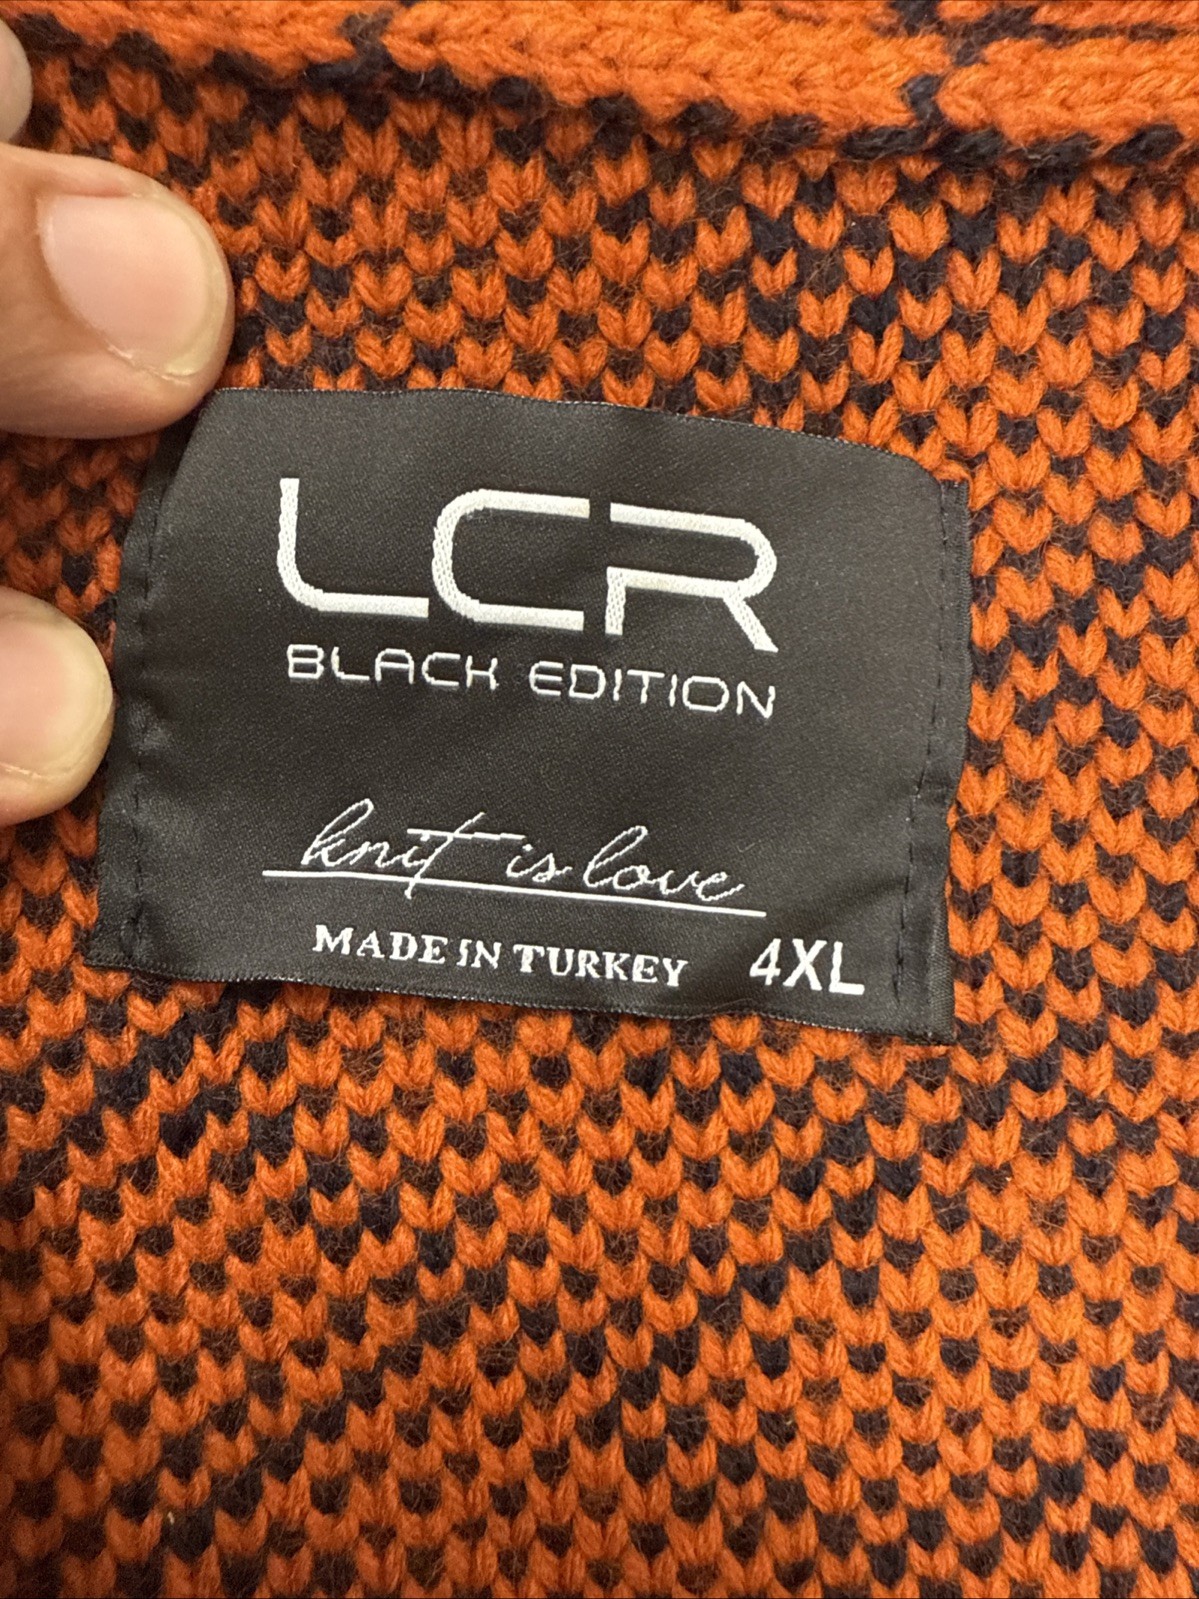 LCR
BLACK EDITION
knit is love
MADE IN TURKEY 4XL